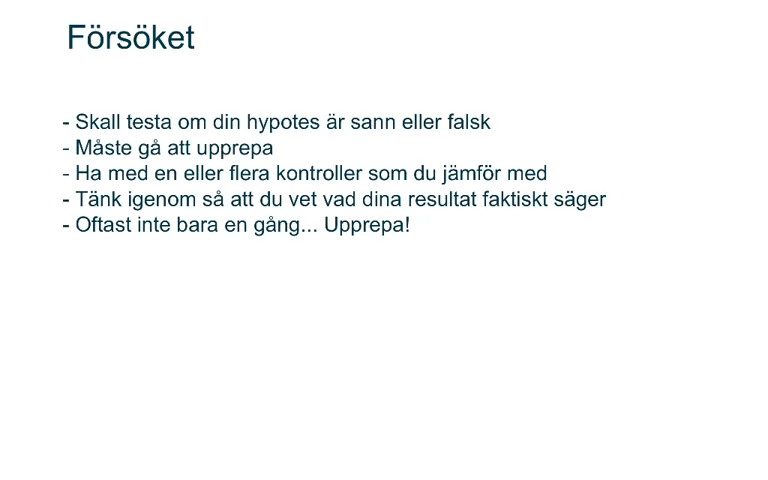 Försöket
- Skall testa om din hypotes är sann eller falsk
- Måste gå att upprepa
- Ha med en eller flera kontroller som du jämför med
- Tänk igenom så att du vet vad dina resultat faktiskt säger
- Oftast inte bara en gång... Upprepa!